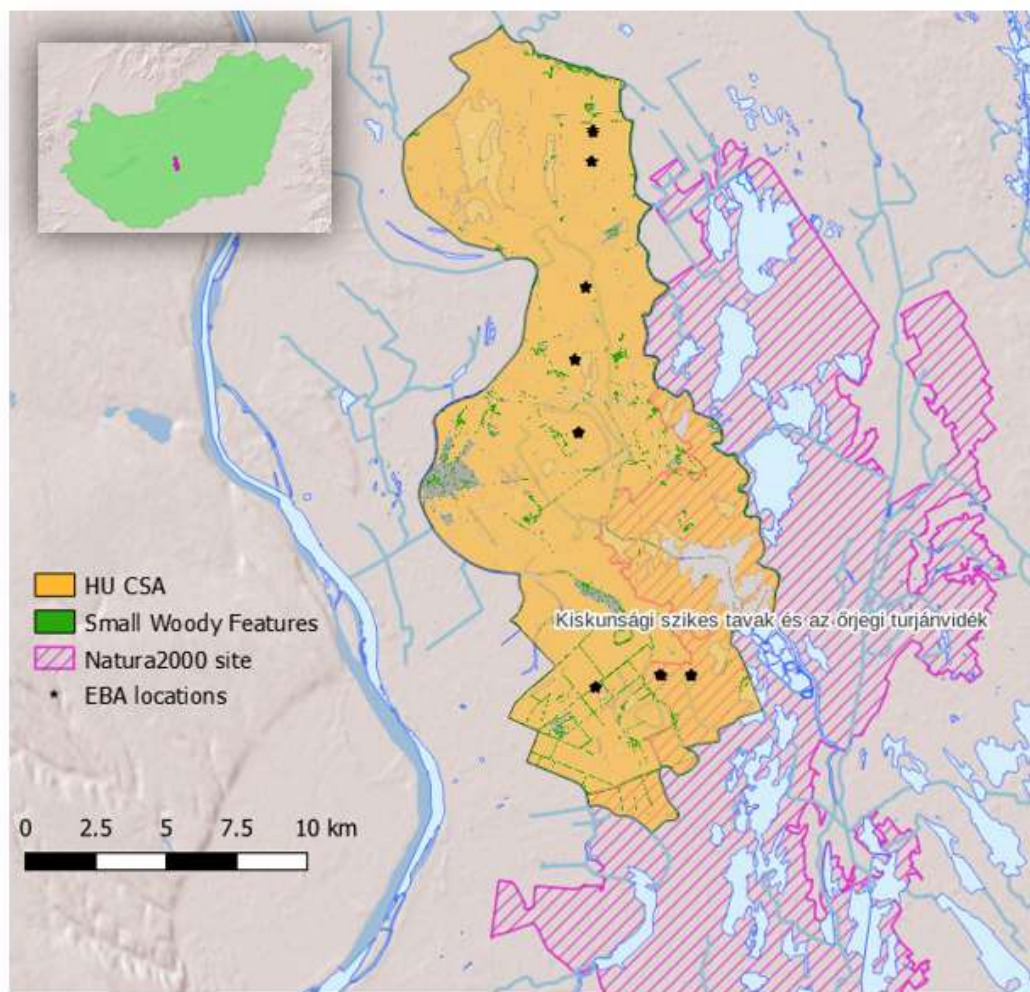 HU CSA
Small Woody Features
Natura2000 site
EBA locations
Kiskunsági szikes tavak és az őrjegi turjánvidék
0 2.5 5 7.5 10 km